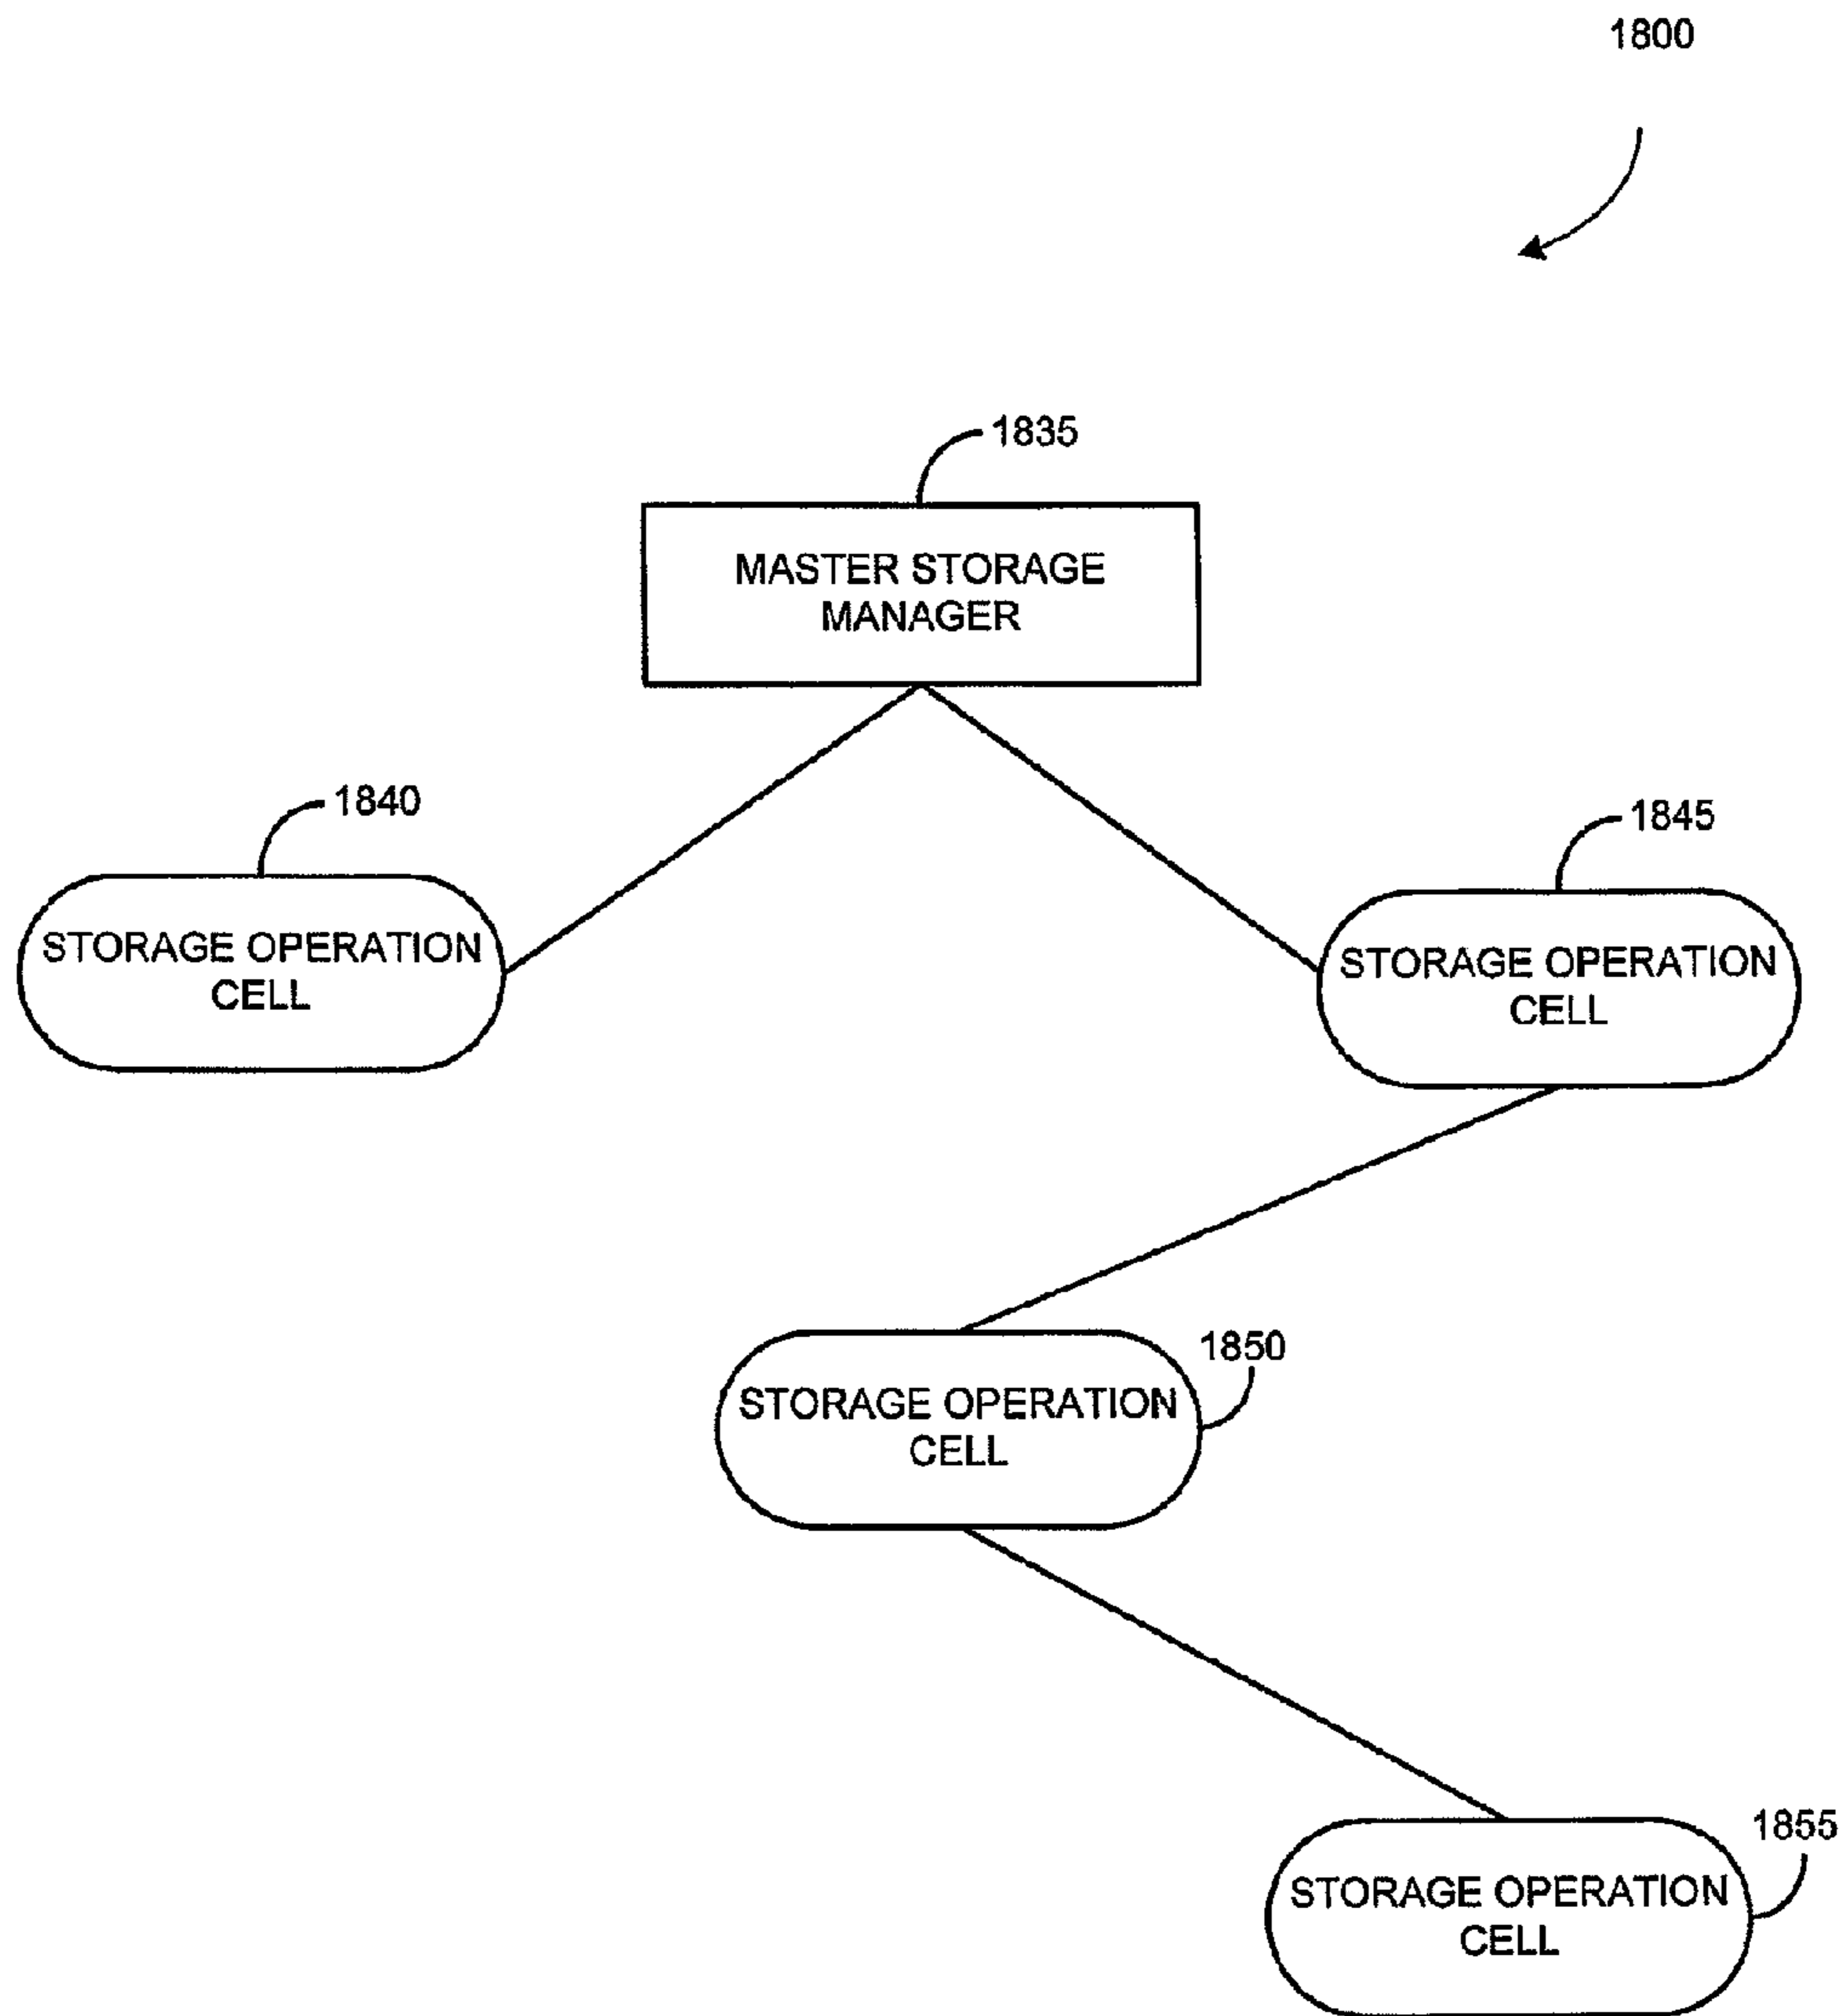 1800
1835
MASTER STORAGE
MANAGER
1840
1845
STORAGE OPERATION
CELL
STORAGE OPERATION
CELL
1850
STORAGE OPERATION
CELL
1855
STORAGE OPERATION
CELL